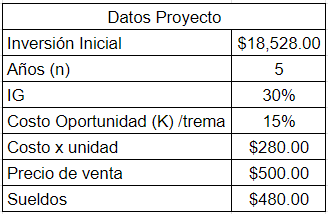 Datos Proyecto
Inversión Inicial $18,528.00
Años (n) 5
IG 30%
Costo Oportunidad (K) /trema 15%
Costo x unidad $280.00
Precio de venta $500.00
Sueldos $480.00